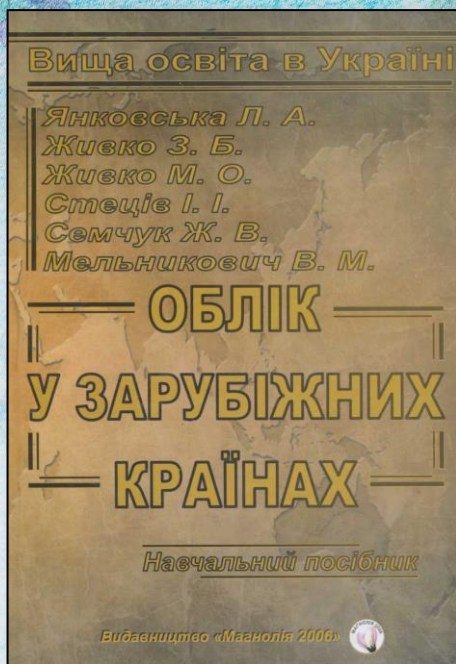 Вища освіта в Україні
Янковська Л. А.
Живко З. Б.
Живко М. О.
Стеців І. І.
Семчук Ж. В.
Мельникович В. М.
ОБЛІК
У ЗАРУБІЖНИХ
КРАЇНАХ
Навчальний посібник
Видавництво «Магнолія 2006»